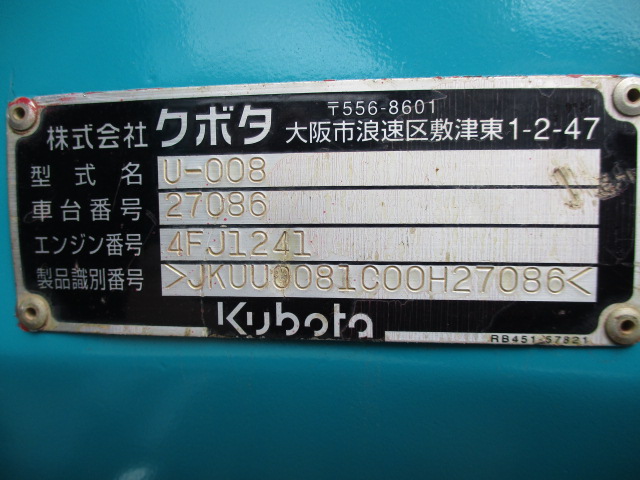 〒556-8601
株式会社 クボタ 大阪市浪速区敷津東1-2-47
型式名 U-008
車台番号 27086
エンジン番号 4FJ1241
製品識別番号 >JKUU0081C00H27086<
Kubota
RB451-57821